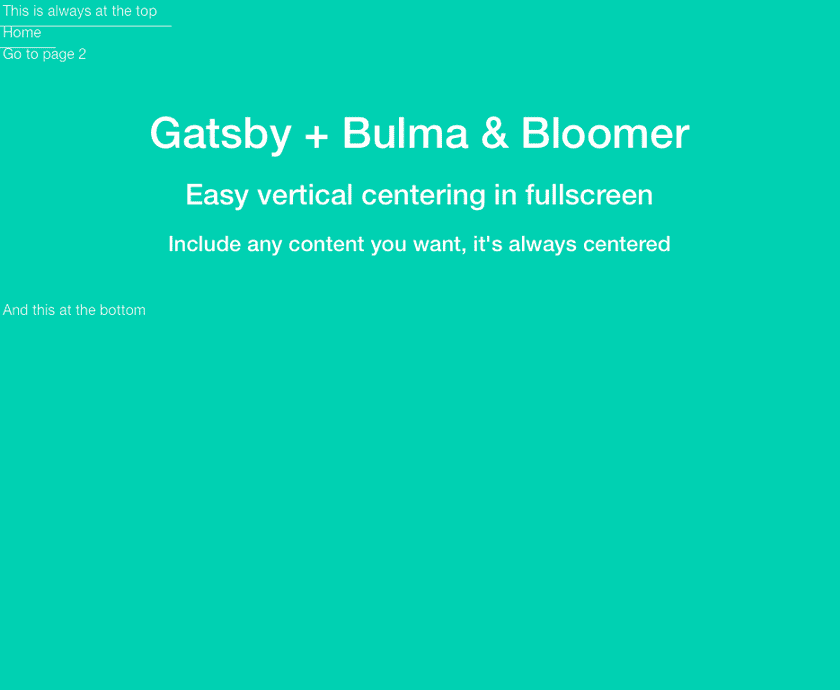 This is always at the top
Home
Go to page 2
Gatsby + Bulma & Bloomer
Easy vertical centering in fullscreen
Include any content you want, it's always centered
And this at the bottom